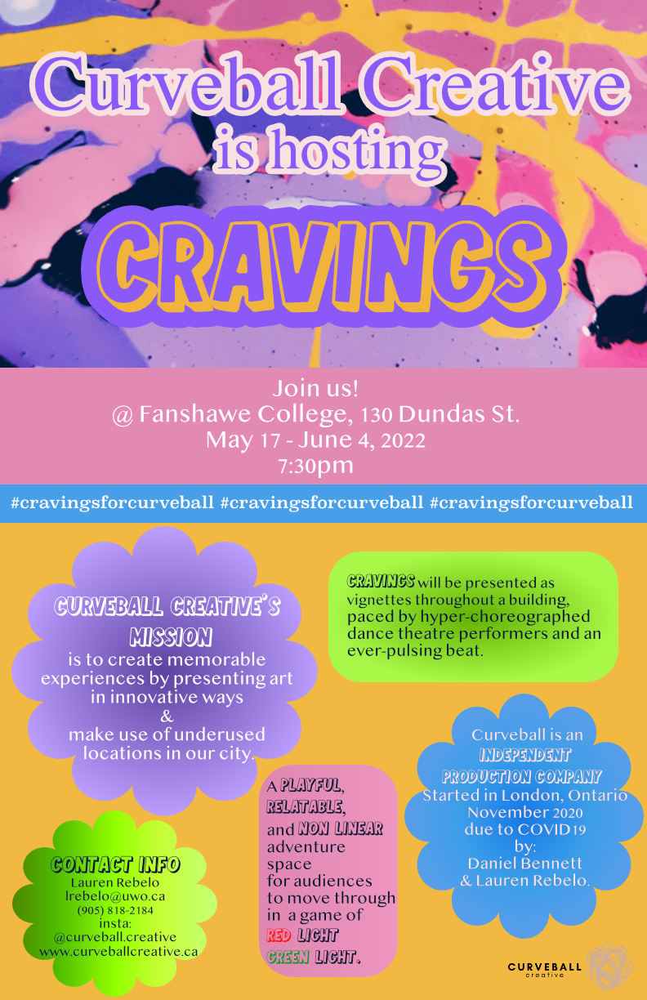 Curveball Creative
is hosting
CRAVINGS
Join us!
@ Fanshawe College, 130 Dundas St.
May 17 - June 4, 2022
7:30pm
#cravingsforcurveball #cravingsforcurveball #cravingsforcurveball
CURVEBALL CREATIVE'S
MISSION
is to create memorable
experiences by presenting art
in innovative ways
&
make use of underused
locations in our city.
CRAVINGS will be presented as
vignettes throughout a building,
paced by hyper-choreographed
dance theatre performers and an
ever-pulsing beat.
Curveball is an
INDEPENDENT
PRODUCTION COMPANY
Started in London, Ontario
November 2020
due to COVID19
by:
Daniel Bennett
& Lauren Rebelo.
A PLAYFUL,
RELATABLE,
and NON LINEAR
adventure
space
for audiences
to move through
in a game of
RED LIGHT
GREEN LIGHT.
CONTACT INFO
Lauren Rebelo
lrebelo@uwo.ca
(905) 818-2184
insta:
@curveball.creative
www.curveballcreative.ca
CURVEBALL
creative